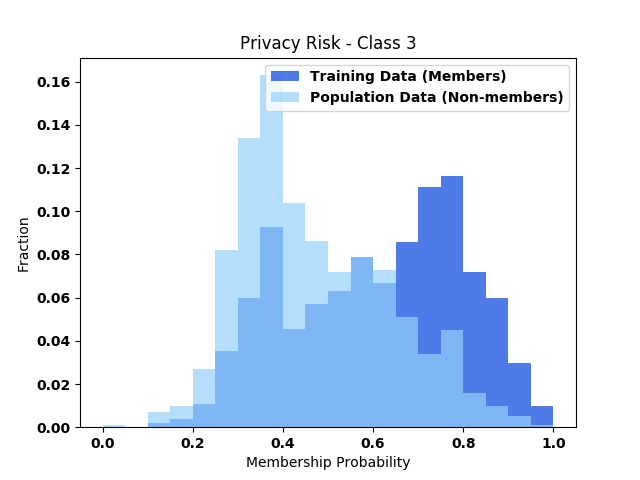 Privacy Risk - Class 3
Training Data (Members)
Population Data (Non-members)
0.16
0.14
0.12
0.10
0.08
0.06
0.04
0.02
0.00
Fraction
0.0 0.2 0.4 0.6 0.8 1.0
Membership Probability